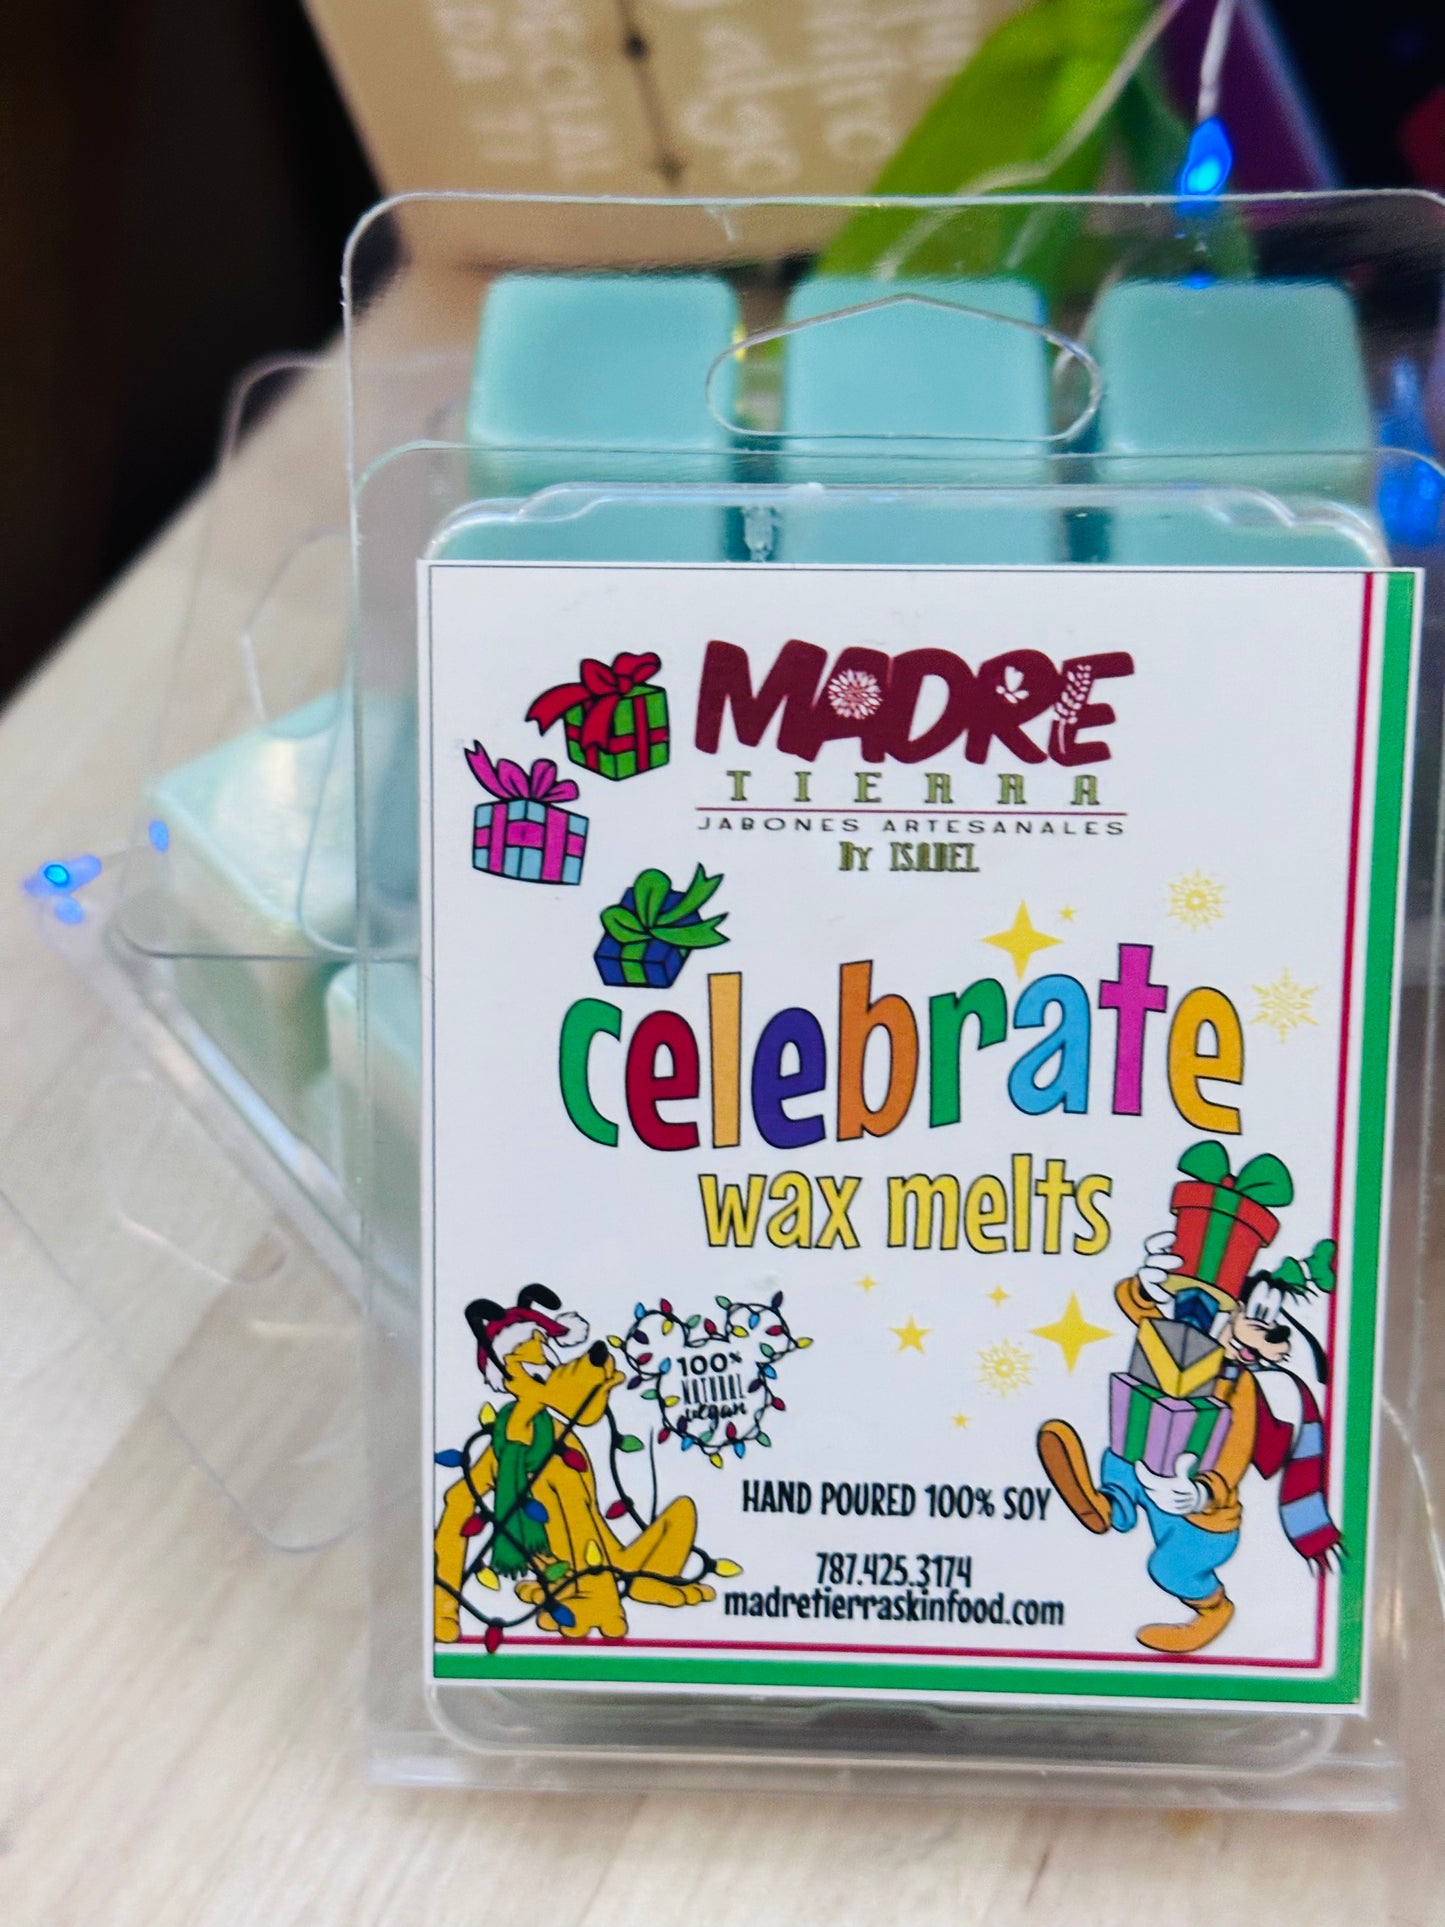 MADRE
TIERRA
JABONES ARTESANALES
By ISABEL
celebrate
wax melts
100%
NATURAL
vegan
HAND POURED 100% SOY
787.425.3174
madretierraskinfood.com